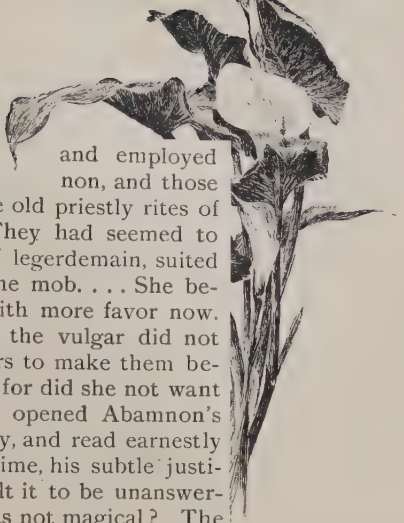 and employed
non, and those
old priestly rites of
They had seemed to
legerdemain, suited
mob. . . . She be-
ith more favor now.
the vulgar did not
rs to make them be-
for did she not want
opened Abamnon's
y, and read earnestly
ime, his subtle justi-
lt it to be unanswer-
s not magical? The